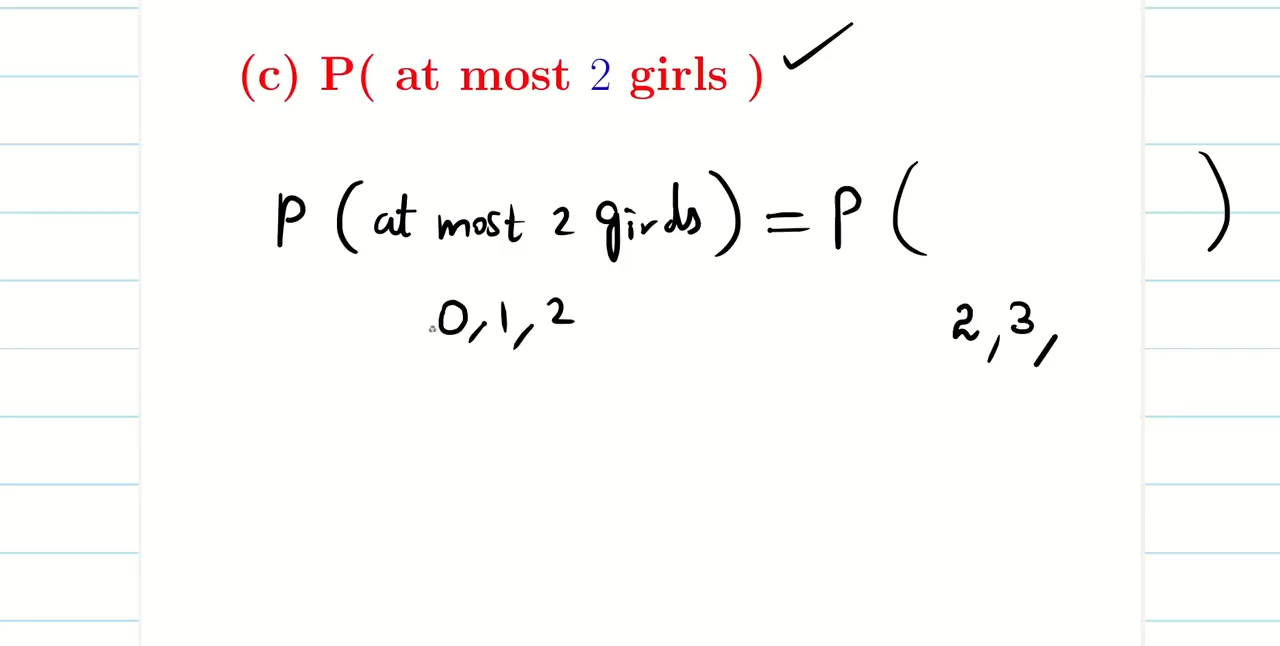 (c) P( at most 2 girls ) ✓
P ( at most 2 girls ) = P (      )
0, 1, 2      2, 3,